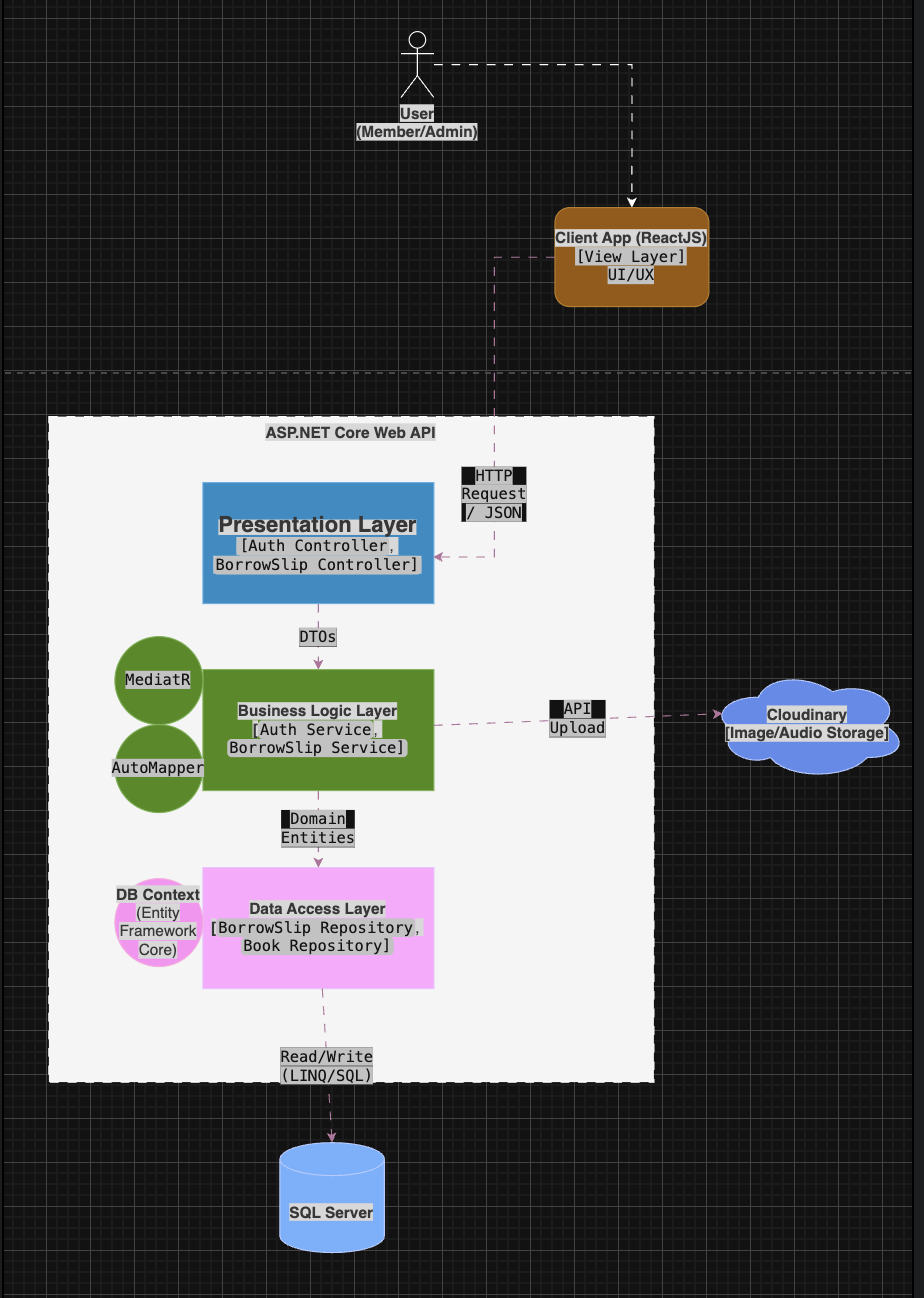 User
(Member/Admin)
Client App (ReactJS)
[View Layer]
UI/UX
ASP.NET Core Web API
HTTP
Request
/ JSON
Presentation Layer
[Auth Controller,
BorrowSlip Controller]
DTOs
MediatR
Business Logic Layer
[Auth Service,
BorrowSlip Service]
API
Upload
Cloudinary
[Image/Audio Storage]
AutoMapper
Domain
Entities
DB Context
(Entity
Framework
Core)
Data Access Layer
[BorrowSlip Repository,
Book Repository]
Read/Write
(LINQ/SQL)
SQL Server